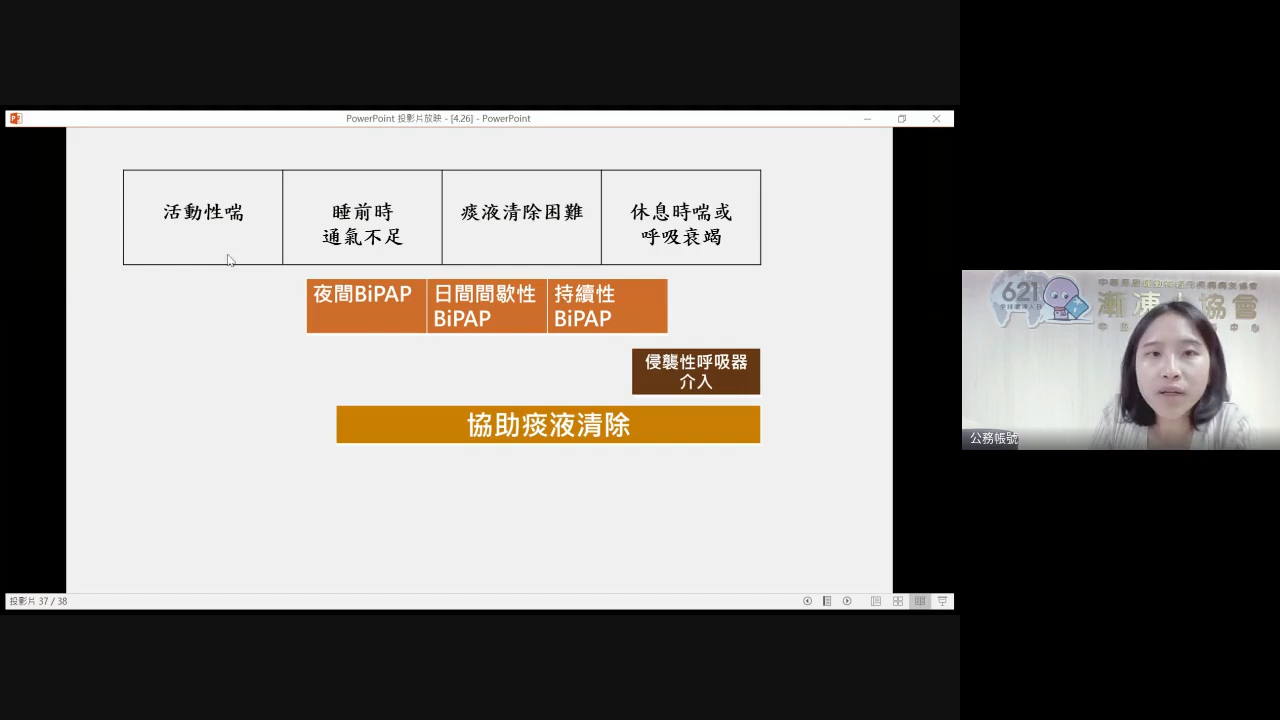 PowerPoint 投影片放映 - [4.26] - PowerPoint
活動性喘
睡前時
通氣不足
痰液清除困難
休息時喘或
呼吸衰竭
夜間BiPAP
日間間歇性
BiPAP
持續性
BiPAP
侵襲性呼吸器
介入
協助痰液清除
投影片 37 / 38
621
漸凍人協會
公務帳號